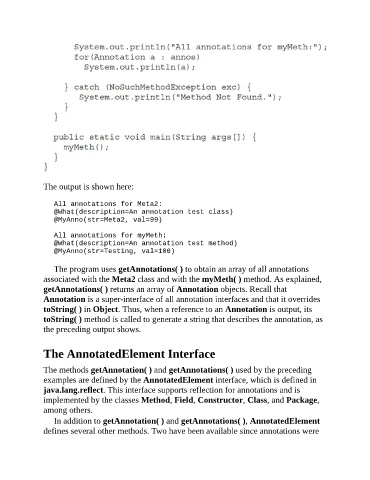 System.out.println("All annotations for myMeth:");
for(Annotation a : annos)
System.out.println(a);
} catch (NoSuchMethodException exc) {
System.out.println("Method Not Found.");
}
}
public static void main(String args[]) {
myMeth();
}
}
The output is shown here:
All annotations for Meta2:
@What(description=An annotation test class)
@MyAnno(str=Meta2, val=99)
All annotations for myMeth:
@What(description=An annotation test method)
@MyAnno(str=Testing, val=100)
The program uses getAnnotations( ) to obtain an array of all annotations
associated with the Meta2 class and with the myMeth( ) method. As explained,
getAnnotations( ) returns an array of Annotation objects. Recall that
Annotation is a super-interface of all annotation interfaces and that it overrides
toString( ) in Object. Thus, when a reference to an Annotation is output, its
toString( ) method is called to generate a string that describes the annotation, as
the preceding output shows.
The AnnotatedElement Interface
The methods getAnnotation( ) and getAnnotations( ) used by the preceding
examples are defined by the AnnotatedElement interface, which is defined in
java.lang.reflect. This interface supports reflection for annotations and is
implemented by the classes Method, Field, Constructor, Class, and Package,
among others.
In addition to getAnnotation( ) and getAnnotations( ), AnnotatedElement
defines several other methods. Two have been available since annotations were